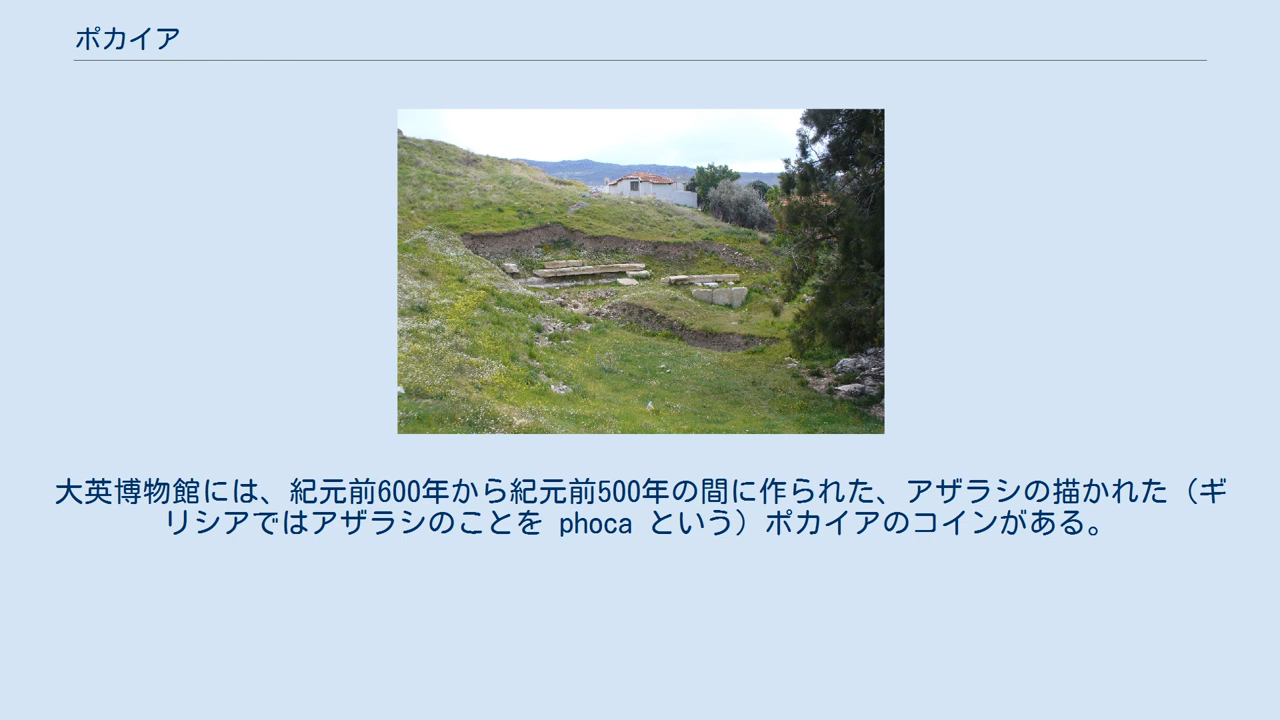 ポカイア
大英博物館には、紀元前600年から紀元前500年の間に作られた、アザラシの描かれた（ギ
リシアではアザラシのことを phoca という）ポカイアのコインがある。